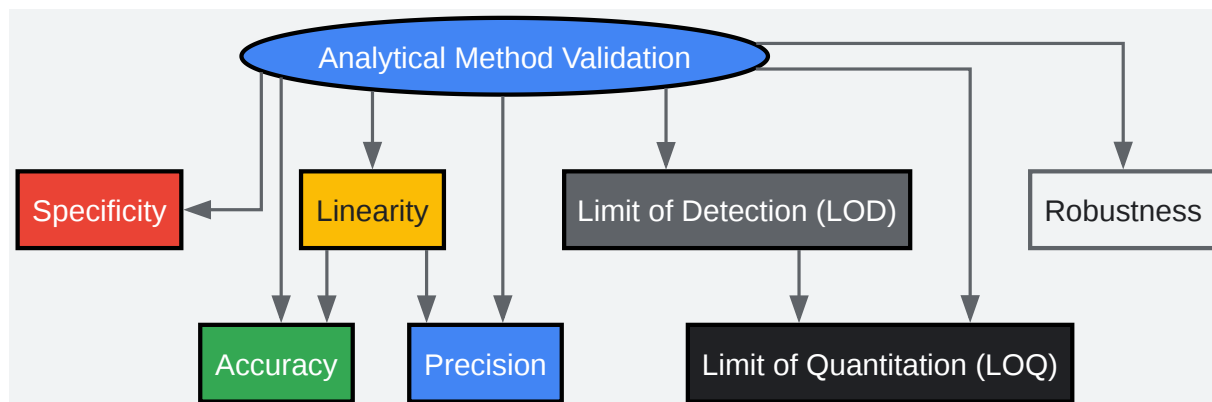 Analytical Method Validation
Specificity
Linearity
Limit of Detection (LOD)
Robustness
Accuracy
Precision
Limit of Quantitation (LOQ)